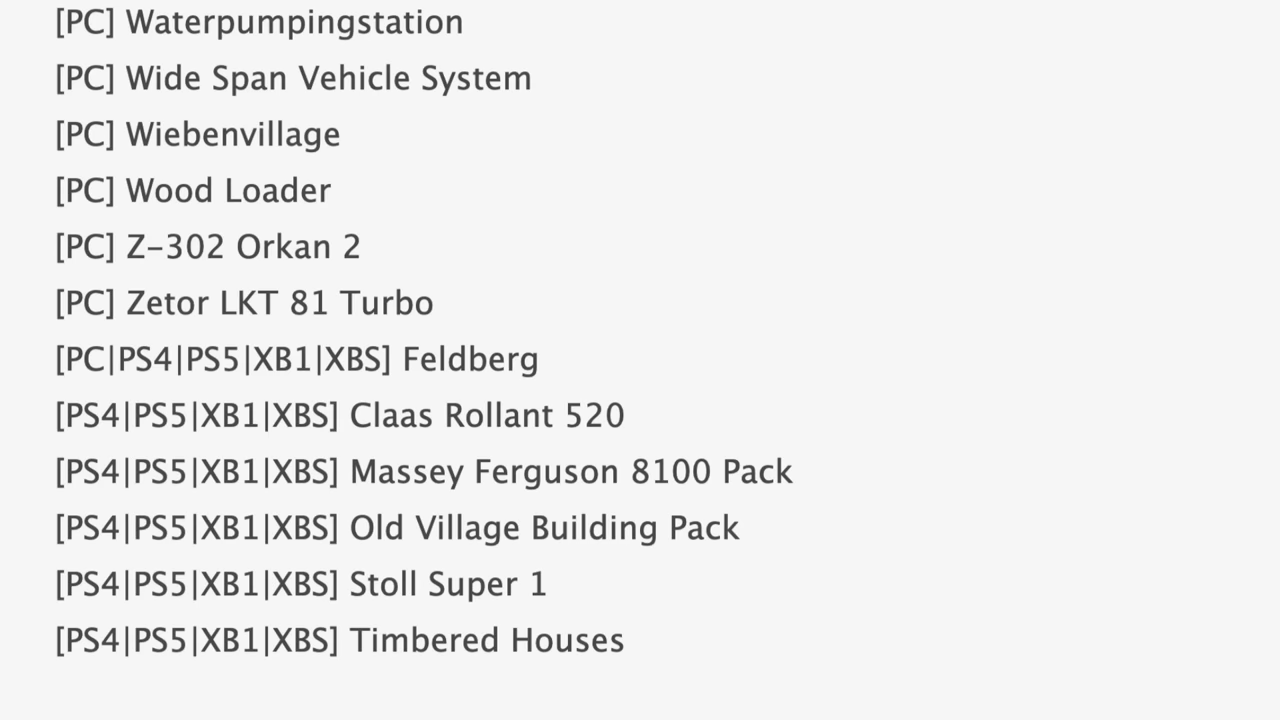 [PC] Waterpumpingstation
[PC] Wide Span Vehicle System
[PC] Wiebenvillage
[PC] Wood Loader
[PC] Z-302 Orkan 2
[PC] Zetor LKT 81 Turbo
[PC|PS4|PS5|XB1|XBS] Feldberg
[PS4|PS5|XB1|XBS] Claas Rollant 520
[PS4|PS5|XB1|XBS] Massey Ferguson 8100 Pack
[PS4|PS5|XB1|XBS] Old Village Building Pack
[PS4|PS5|XB1|XBS] Stoll Super 1
[PS4|PS5|XB1|XBS] Timbered Houses